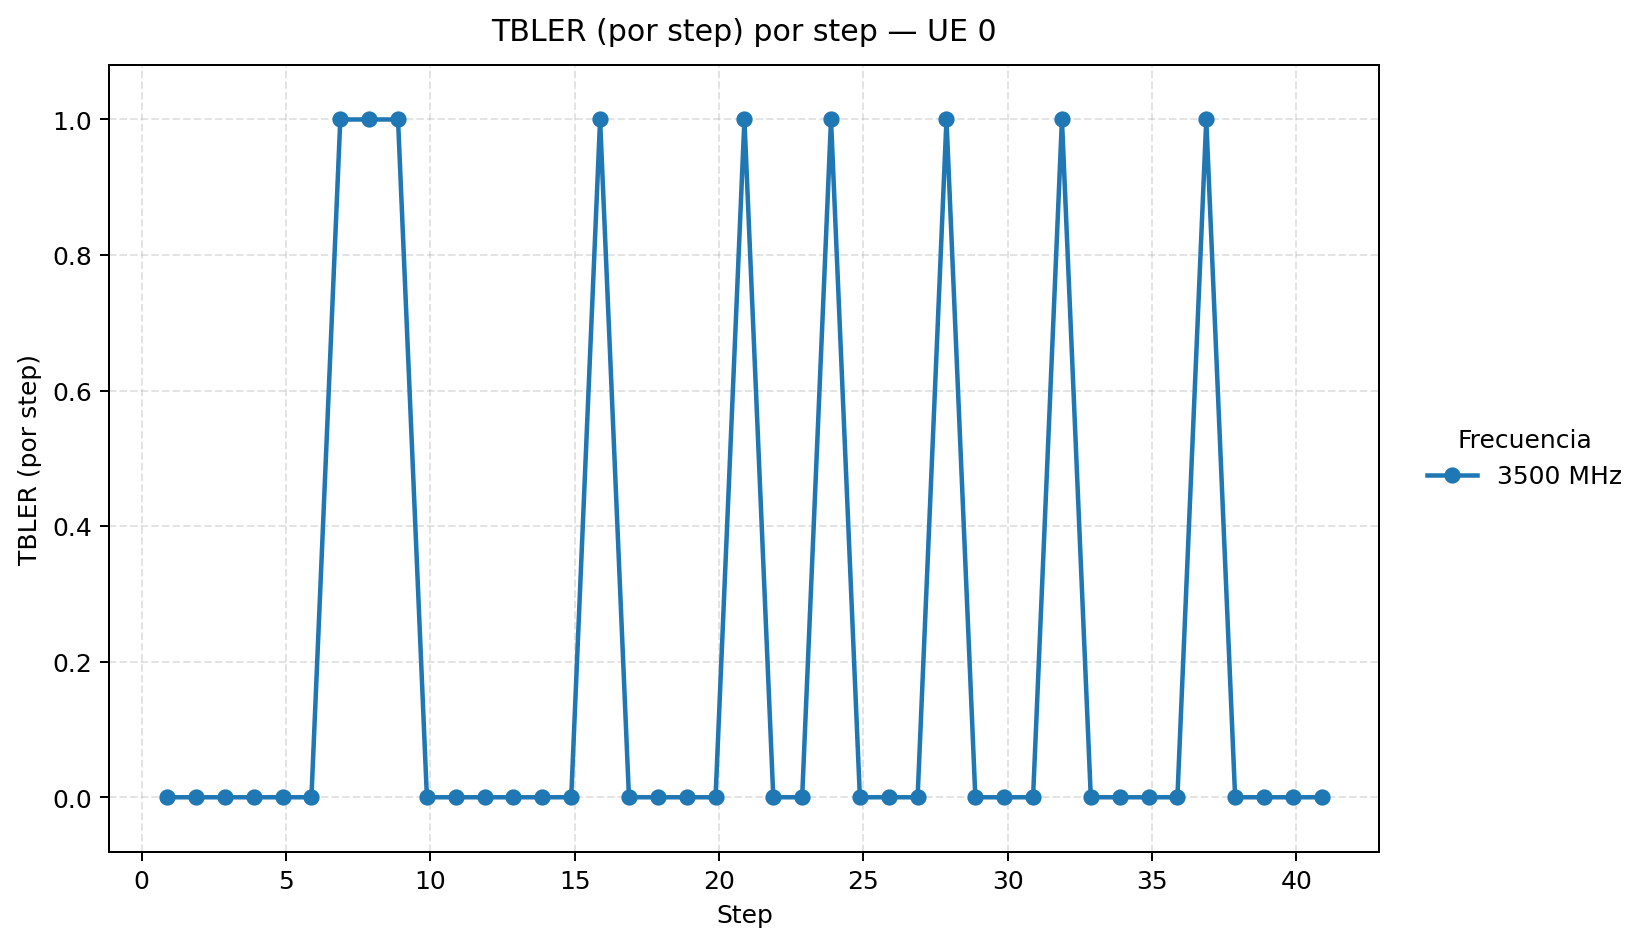 TBLER (por step) por step — UE 0
TBLER (por step)
1.0
0.8
0.6
0.4
0.2
0.0
0 5 10 15 20 25 30 35 40
Step
Frecuencia
3500 MHz